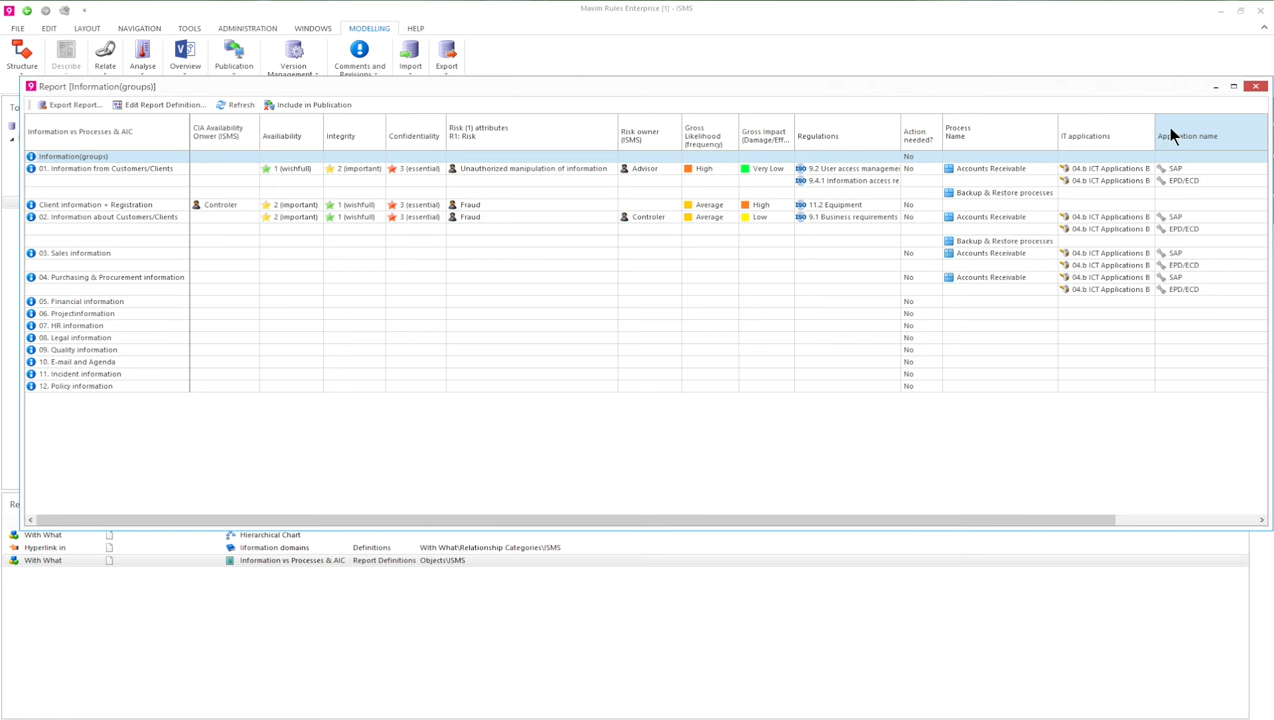 Mavim Rules Enterprise [1] - ISMS
FILE EDIT LAYOUT NAVIGATION TOOLS ADMINISTRATION WINDOWS MODELLING HELP
Structure Describe Relate Analyse Overview Publication Version Management Comments and Revisions Import Export
Report [Information(groups)]
Export Report... Edit Report Definition... Refresh Include in Publication
Information vs Processes & AIC CIA Availability Onwer (ISMS) Availiability Integrity Confidentiality Risk (1) attributes R1: Risk Risk owner (ISMS) Gross Likelihood (frequency) Gross Impact (Damage/Eff... Regulations Action needed? Process Name IT applications Application name
Information(groups) No
01. Information from Customers/Clients 1 (wishful) 2 (important) 3 (essential) Unauthorized manipulation of information Advisor High Very Low ISO 9.2 User access manageme No Accounts Receivable 04.b ICT Applications B SAP
ISO 9.4.1 Information access re 04.b ICT Applications B EPD/ECD
Backup & Restore processes
Client information + Registration Controler 2 (important) 1 (wishfull) 3 (essential) Fraud Average High ISO 11.2 Equipment No
02. Information about Customers/Clients 2 (important) 1 (wishfull) 3 (essential) Fraud Controler Average Low ISO 9.1 Business requirements No Accounts Receivable 04.b ICT Applications B SAP
04.b ICT Applications B EPD/ECD
Backup & Restore processes
03. Sales information No Accounts Receivable 04.b ICT Applications B SAP
04.b ICT Applications B EPD/ECD
04. Purchasing & Procurement information No Accounts Receivable 04.b ICT Applications B SAP
04.b ICT Applications B EPD/ECD
05. Financial information No
06. Projectinformation No
07. HR information No
08. Legal information No
09. Quality information No
10. E-mail and Agenda No
11. Incident information No
12. Policy information No
With What Hierarchical Chart
Hyperlink in Information domains Definitions With What\Relationship Categories\ISMS
With What Information vs Processes & AIC Report Definitions Objects\ISMS